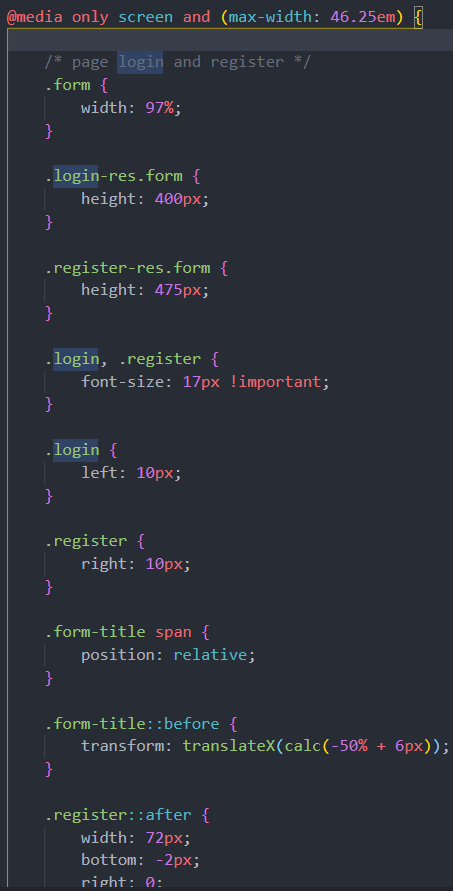 @media only screen and (max-width: 46.25em) {
/* page login and register */
.form {
width: 97%;
}
.login-res.form {
height: 400px;
}
.register-res.form {
height: 475px;
}
.login, .register {
font-size: 17px !important;
}
.login {
left: 10px;
}
.register {
right: 10px;
}
.form-title span {
position: relative;
}
.form-title::before {
transform: translateX(calc(-50% + 6px));
}
.register::after {
width: 72px;
bottom: -2px;
right: 0;